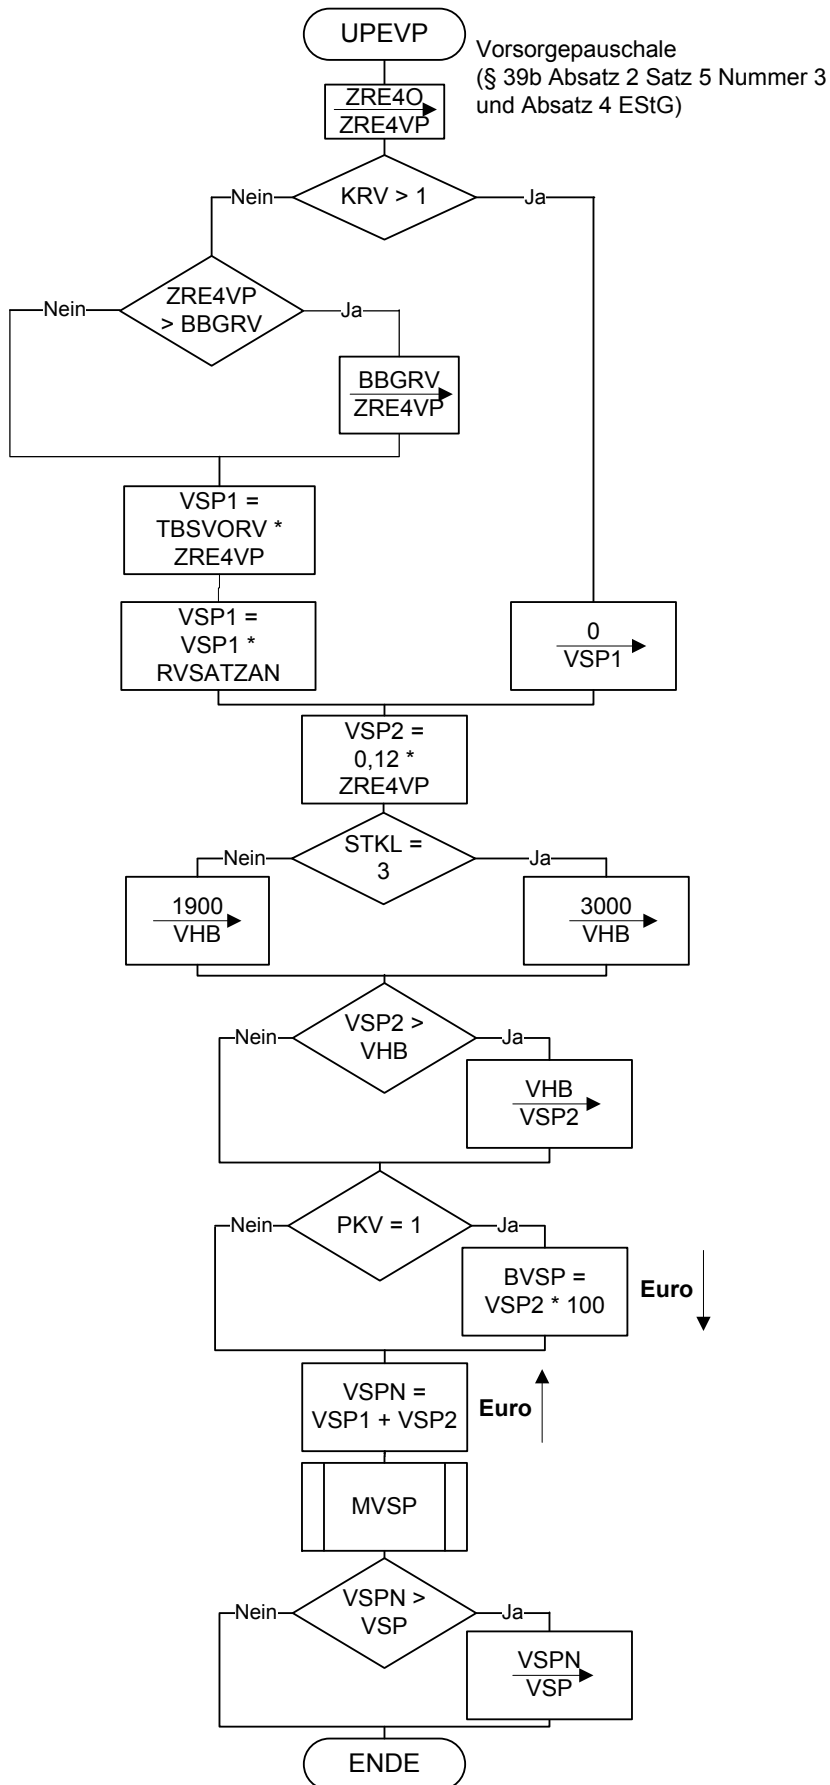 UPEVP
Vorsorgepauschale
(§ 39b Absatz 2 Satz 5 Nummer 3
und Absatz 4 EStG)
ZRE4O
ZRE4VP
Nein
KRV > 1
Ja
Nein
ZRE4VP
> BBGRV
Ja
BBGRV
ZRE4VP
VSP1 =
TBSVORV *
ZRE4VP
VSP1 =
VSP1 *
RVSATZAN
0
VSP1
VSP2 =
0,12 *
ZRE4VP
Nein
STKL =
3
Ja
1900
VHB
3000
VHB
Nein
VSP2 >
VHB
Ja
VHB
VSP2
Nein
PKV = 1
Ja
BVSP =
VSP2 * 100
Euro
VSPN =
VSP1 + VSP2
Euro
MVSP
Nein
VSPN >
VSP
Ja
VSPN
VSP
ENDE